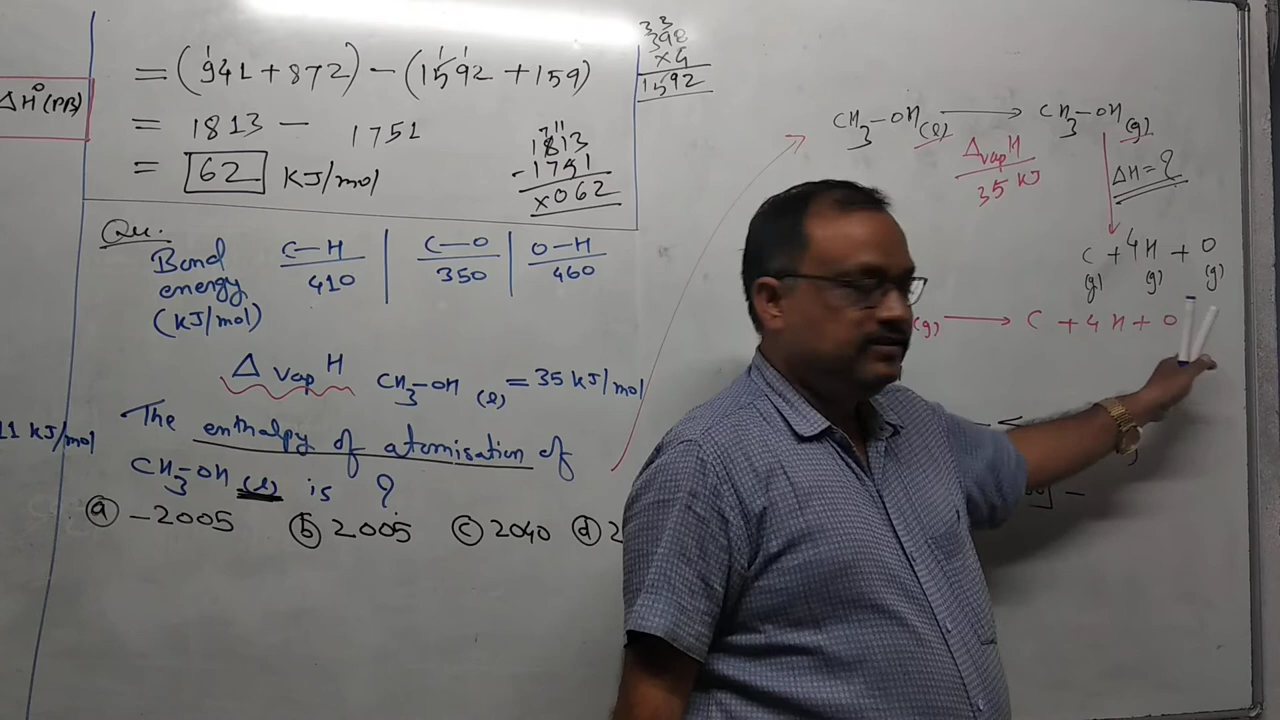 = (941 + 872) - (1592 + 159)
= 1813 - 1751
= 62 KJ/mol
398
×4
1592
1813
-1751
×062
ΔH°(PB)
Qu.
Bond energy (KJ/mol)
C-H | C-O | O-H
410 | 350 | 460
Δvap H CH3-OH (l) = 35 KJ/mol
11 KJ/mol
The enthalpy of atomisation of
CH3-OH (l) is ?
(a) -2005 (b) 2005 (c) 2040 (d) 2
CH3-OH(l) → CH3-OH(g)
ΔvapH
35 KJ
ΔH = ?
C + 4H + O
(g) (g) (g)
(g) → C + 4H + O